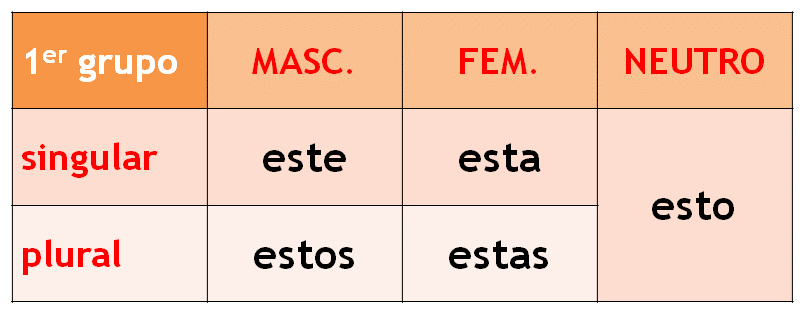 1er grupo MASC. FEM. NEUTRO
singular este esta
esto
plural estos estas